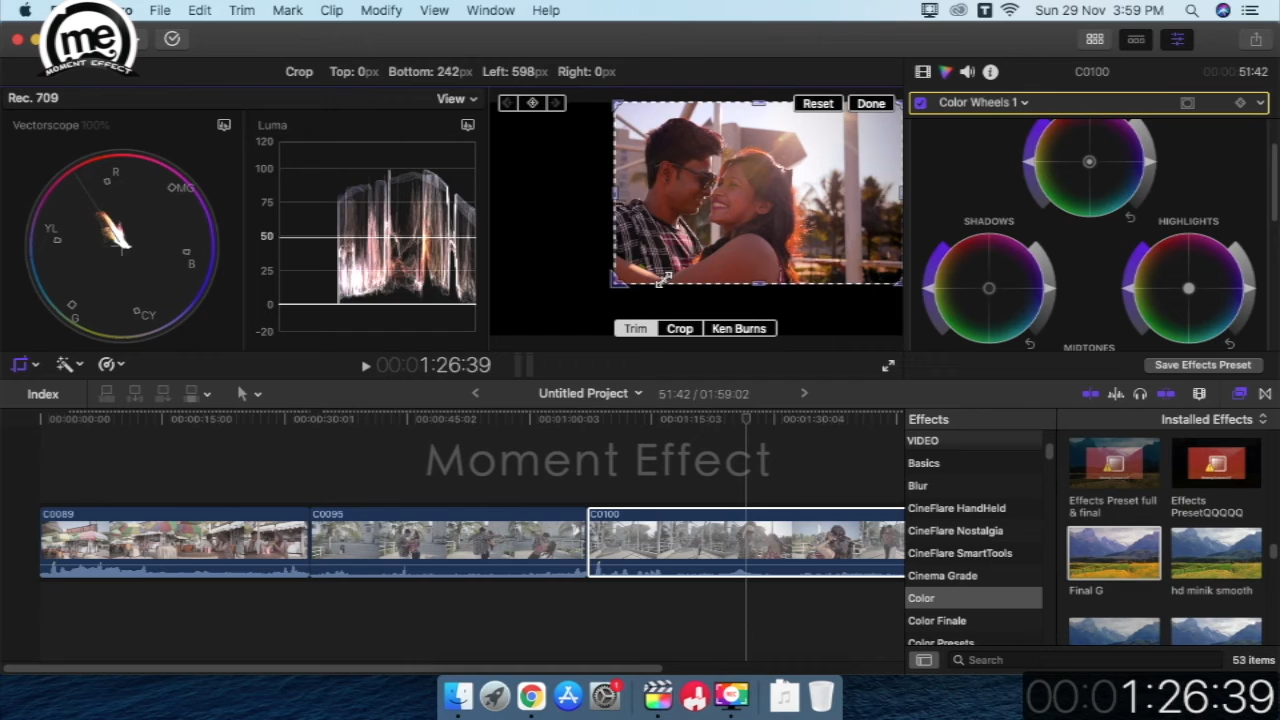 File Edit Trim Mark Clip Modify View Window Help
Sun 29 Nov 3:59 PM
me
MOMENT EFFECT
Crop Top: 0px Bottom: 242px Left: 598px Right: 0px
C0100
51:42
Rec. 709
View
Reset Done
Color Wheels 1
Vectorscope 100%
Luma
120
100
75
50
25
0
-20
R
MG
B
CY
G
YL
SHADOWS
HIGHLIGHTS
MIDTONES
Trim Crop Ken Burns
00:00:1:26:39
Save Effects Preset
Index
Untitled Project
51:42 / 01:59:02
00:00:00:00
00:00:15:00
00:00:30:01
00:00:45:02
00:01:00:03
00:01:15:03
00:01:30:04
Effects
Installed Effects
Moment Effect
VIDEO
Basics
Blur
CineFlare HandHeld
CineFlare Nostalgia
CineFlare SmartTools
Cinema Grade
Color
Color Finale
Color Presets
Effects Preset full & final
Effects PresetQQQQQ
Final G
hd minik smooth
C0089
C0095
C0100
Search
53 items
00:00:1:26:39